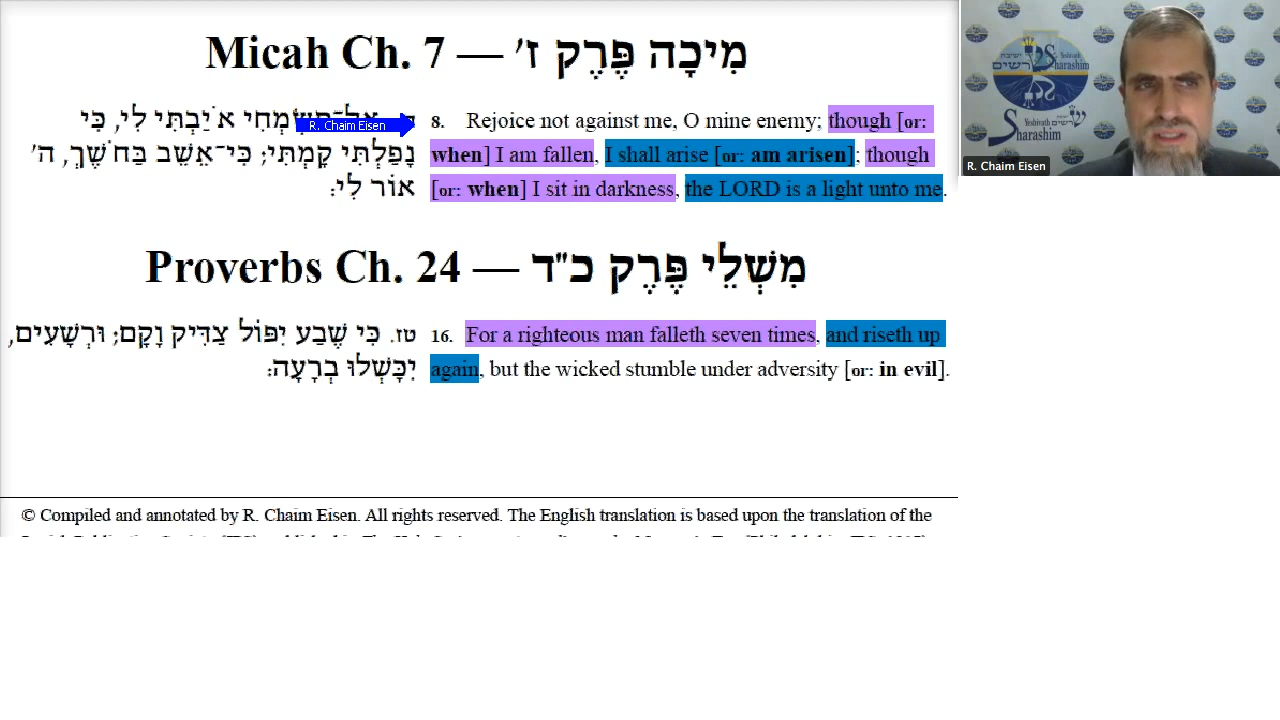 Micah Ch. 7 — מִיכָה פֶּרֶק ז'
מְחִי אֹיַבְתִּי לִי, כִּי
נָפַלְתִּי קָמְתִּי; כִּי־אֵשֵׁב בַּחֹשֶׁךְ, ה'
אוֹר לִי:
R. Chaim Eisen
8. Rejoice not against me, O mine enemy; though [or:
when] I am fallen, I shall arise [or: am arisen]; though
[or: when] I sit in darkness, the LORD is a light unto me.
Proverbs Ch. 24 — מִשְׁלֵי פֶּרֶק כ"ד
טז. כִּי שֶׁבַע יִפּוֹל צַדִּיק וָקָם; וּרְשָׁעִים,
יִכָּשְׁלוּ בְרָעָה:
16. For a righteous man falleth seven times, and riseth up
again, but the wicked stumble under adversity [or: in evil].
© Compiled and annotated by R. Chaim Eisen. All rights reserved. The English translation is based upon the translation of the
Sharashim
שרשים
Yeshivath
Sharashim
R. Chaim Eisen